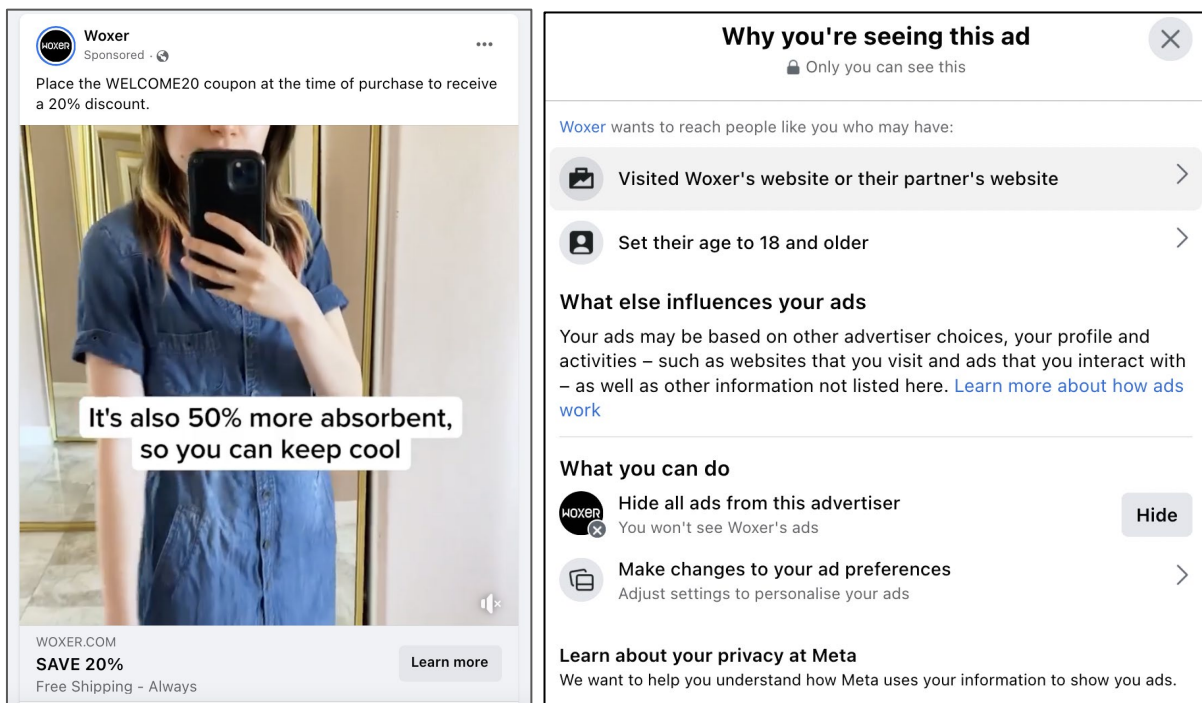 Woxer
Sponsored ·
Place the WELCOME20 coupon at the time of purchase to receive
a 20% discount.
WOXER
It's also 50% more absorbent,
so you can keep cool
WOXER.COM
SAVE 20%
Free Shipping - Always
Learn more
Why you're seeing this ad
Only you can see this
Woxer wants to reach people like you who may have:
Visited Woxer's website or their partner's website
Set their age to 18 and older
What else influences your ads
Your ads may be based on other advertiser choices, your profile and
activities – such as websites that you visit and ads that you interact with
– as well as other information not listed here. Learn more about how ads
work
What you can do
WOXER
Hide all ads from this advertiser
You won't see Woxer's ads
Hide
Make changes to your ad preferences
Adjust settings to personalise your ads
Learn about your privacy at Meta
We want to help you understand how Meta uses your information to show you ads.